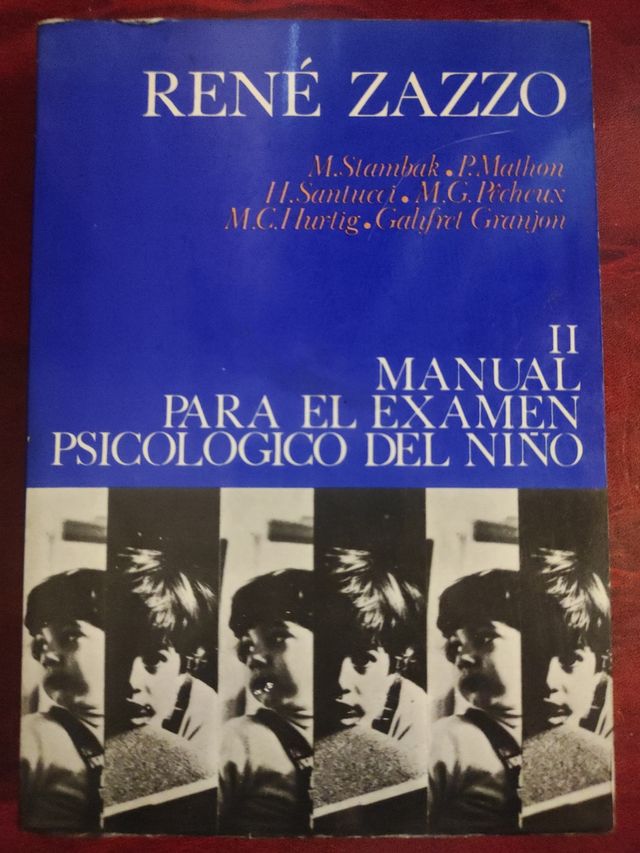 RENÉ ZAZZO
M.Stambak.P.Mathon
H.Santucci.M.G.Pêcheux
M.C.Hurtig.Galifret Granjon
II
MANUAL
PARA EL EXAMEN
PSICOLOGICO DEL NIÑO